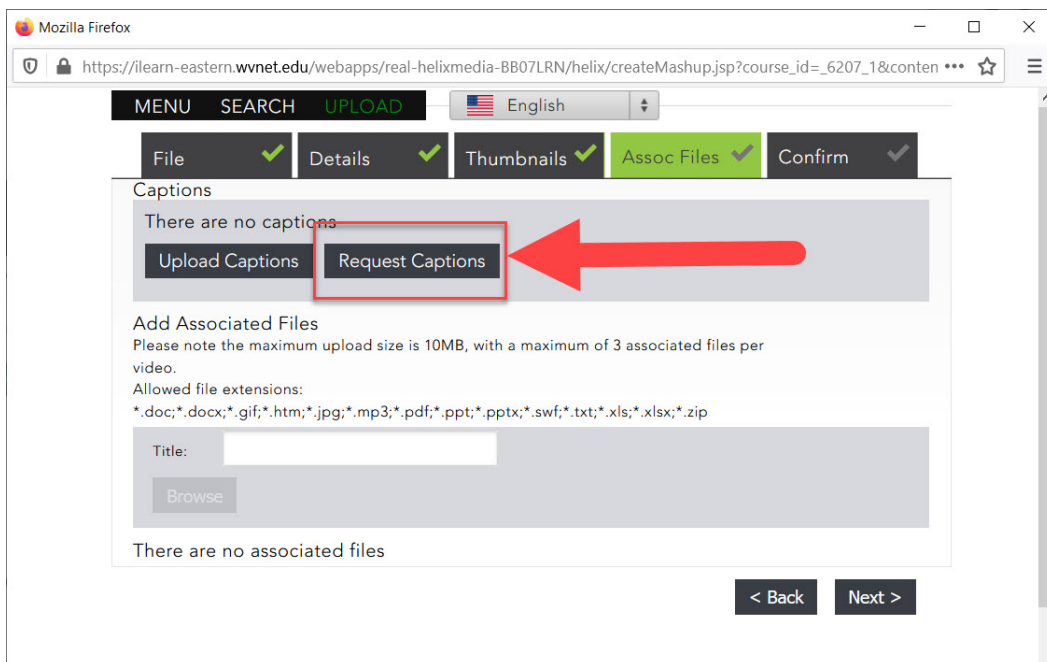 Mozilla Firefox
https://ilearn-eastern.wvnet.edu/webapps/real-helixmedia-BB07LRN/helix/createMashup.jsp?course_id=_6207_1&conten
MENU SEARCH UPLOAD English
File Details Thumbnails Assoc Files Confirm
Captions
There are no captions
Upload Captions Request Captions
Add Associated Files
Please note the maximum upload size is 10MB, with a maximum of 3 associated files per
video.
Allowed file extensions:
*.doc;*.docx;*.gif;*.htm;*.jpg;*.mp3;*.pdf;*.ppt;*.pptx;*.swf;*.txt;*.xls;*.xlsx;*.zip
Title:
Browse
There are no associated files
< Back Next >